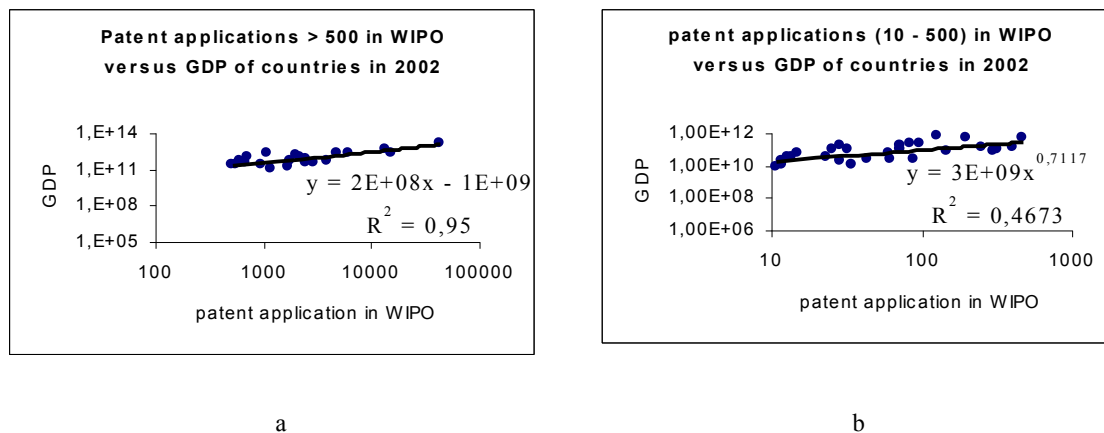 Patent applications > 500 in WIPO
versus GDP of countries in 2002
1,E+14
1,E+11
1,E+08
1,E+05
GDP
y = 2E+08x - 1E+09
R² = 0,95
100
1000
10000
100000
patent application in WIPO
a
patent applications (10 - 500) in WIPO
versus GDP of countries in 2002
1,00E+12
1,00E+10
1,00E+08
1,00E+06
GDP
y = 3E+09x^0,7117
R² = 0,4673
10
100
1000
patent application in WIPO
b